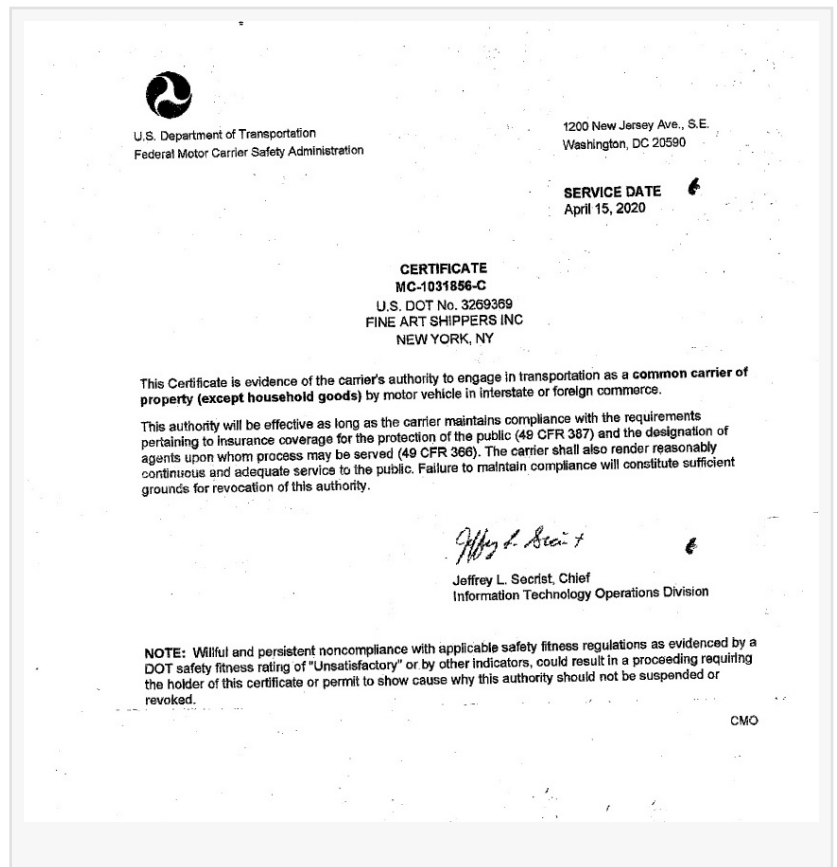 U.S. Department of Transportation
Federal Motor Carrier Safety Administration
1200 New Jersey Ave., S.E.
Washington, DC 20590
SERVICE DATE
April 15, 2020
CERTIFICATE
MC-1031856-C
U.S. DOT No. 3269369
FINE ART SHIPPERS INC
NEW YORK, NY
This Certificate is evidence of the carrier's authority to engage in transportation as a common carrier of
property (except household goods) by motor vehicle in interstate or foreign commerce.
This authority will be effective as long as the carrier maintains compliance with the requirements
pertaining to insurance coverage for the protection of the public (49 CFR 387) and the designation of
agents upon whom process may be served (49 CFR 366). The carrier shall also render reasonably
continuous and adequate service to the public. Failure to maintain compliance will constitute sufficient
grounds for revocation of this authority.
Jeffrey L. Secrist, Chief
Information Technology Operations Division
NOTE: Willful and persistent noncompliance with applicable safety fitness regulations as evidenced by a
DOT safety fitness rating of "Unsatisfactory" or by other indicators, could result in a proceeding requiring
the holder of this certificate or permit to show cause why this authority should not be suspended or
revoked.
CMO